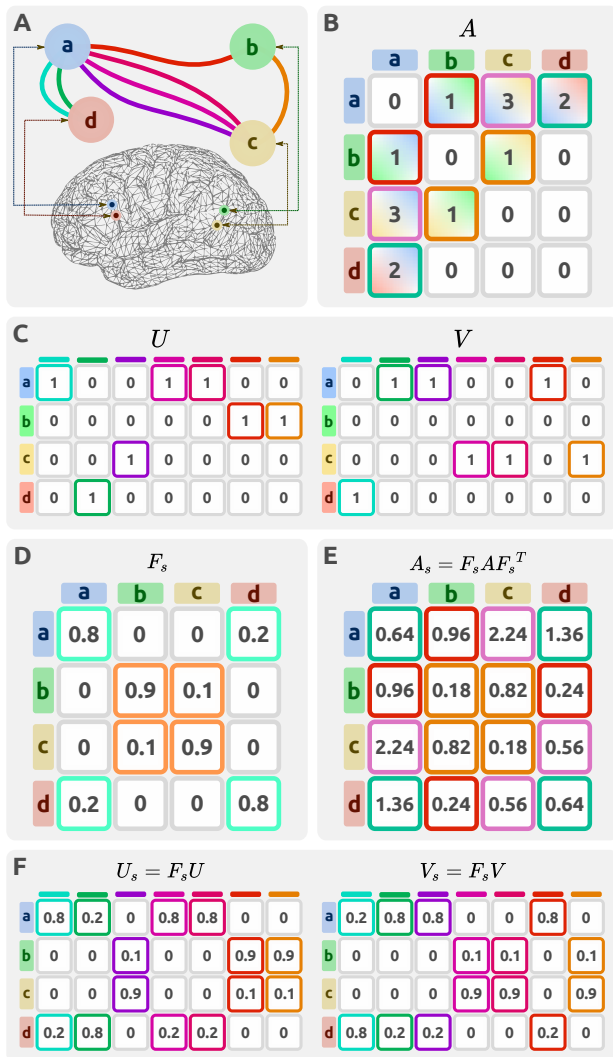 A
a
b
d
c
B
A
a b c d
a 0 1 3 2
b 1 0 1 0
c 3 1 0 0
d 2 0 0 0
C
U
a 1 0 0 1 1 0 0
b 0 0 0 0 0 1 1
c 0 0 1 0 0 0 0
d 0 1 0 0 0 0 0
V
a 0 1 1 0 0 1 0
b 0 0 0 0 0 0 0
c 0 0 0 1 1 0 1
d 1 0 0 0 0 0 0
D
F_s
a b c d
a 0.8 0 0 0.2
b 0 0.9 0.1 0
c 0 0.1 0.9 0
d 0.2 0 0 0.8
E
A_s = F_s A F_s^T
a b c d
a 0.64 0.96 2.24 1.36
b 0.96 0.18 0.82 0.24
c 2.24 0.82 0.18 0.56
d 1.36 0.24 0.56 0.64
F
U_s = F_s U
a 0.8 0.2 0 0.8 0.8 0 0
b 0 0 0.1 0 0 0.9 0.9
c 0 0 0.9 0 0 0.1 0.1
d 0.2 0.8 0 0.2 0.2 0 0
V_s = F_s V
a 0.2 0.8 0.8 0 0 0.8 0
b 0 0 0 0.1 0.1 0 0.1
c 0 0 0 0.9 0.9 0 0.9
d 0.8 0.2 0.2 0 0 0.2 0